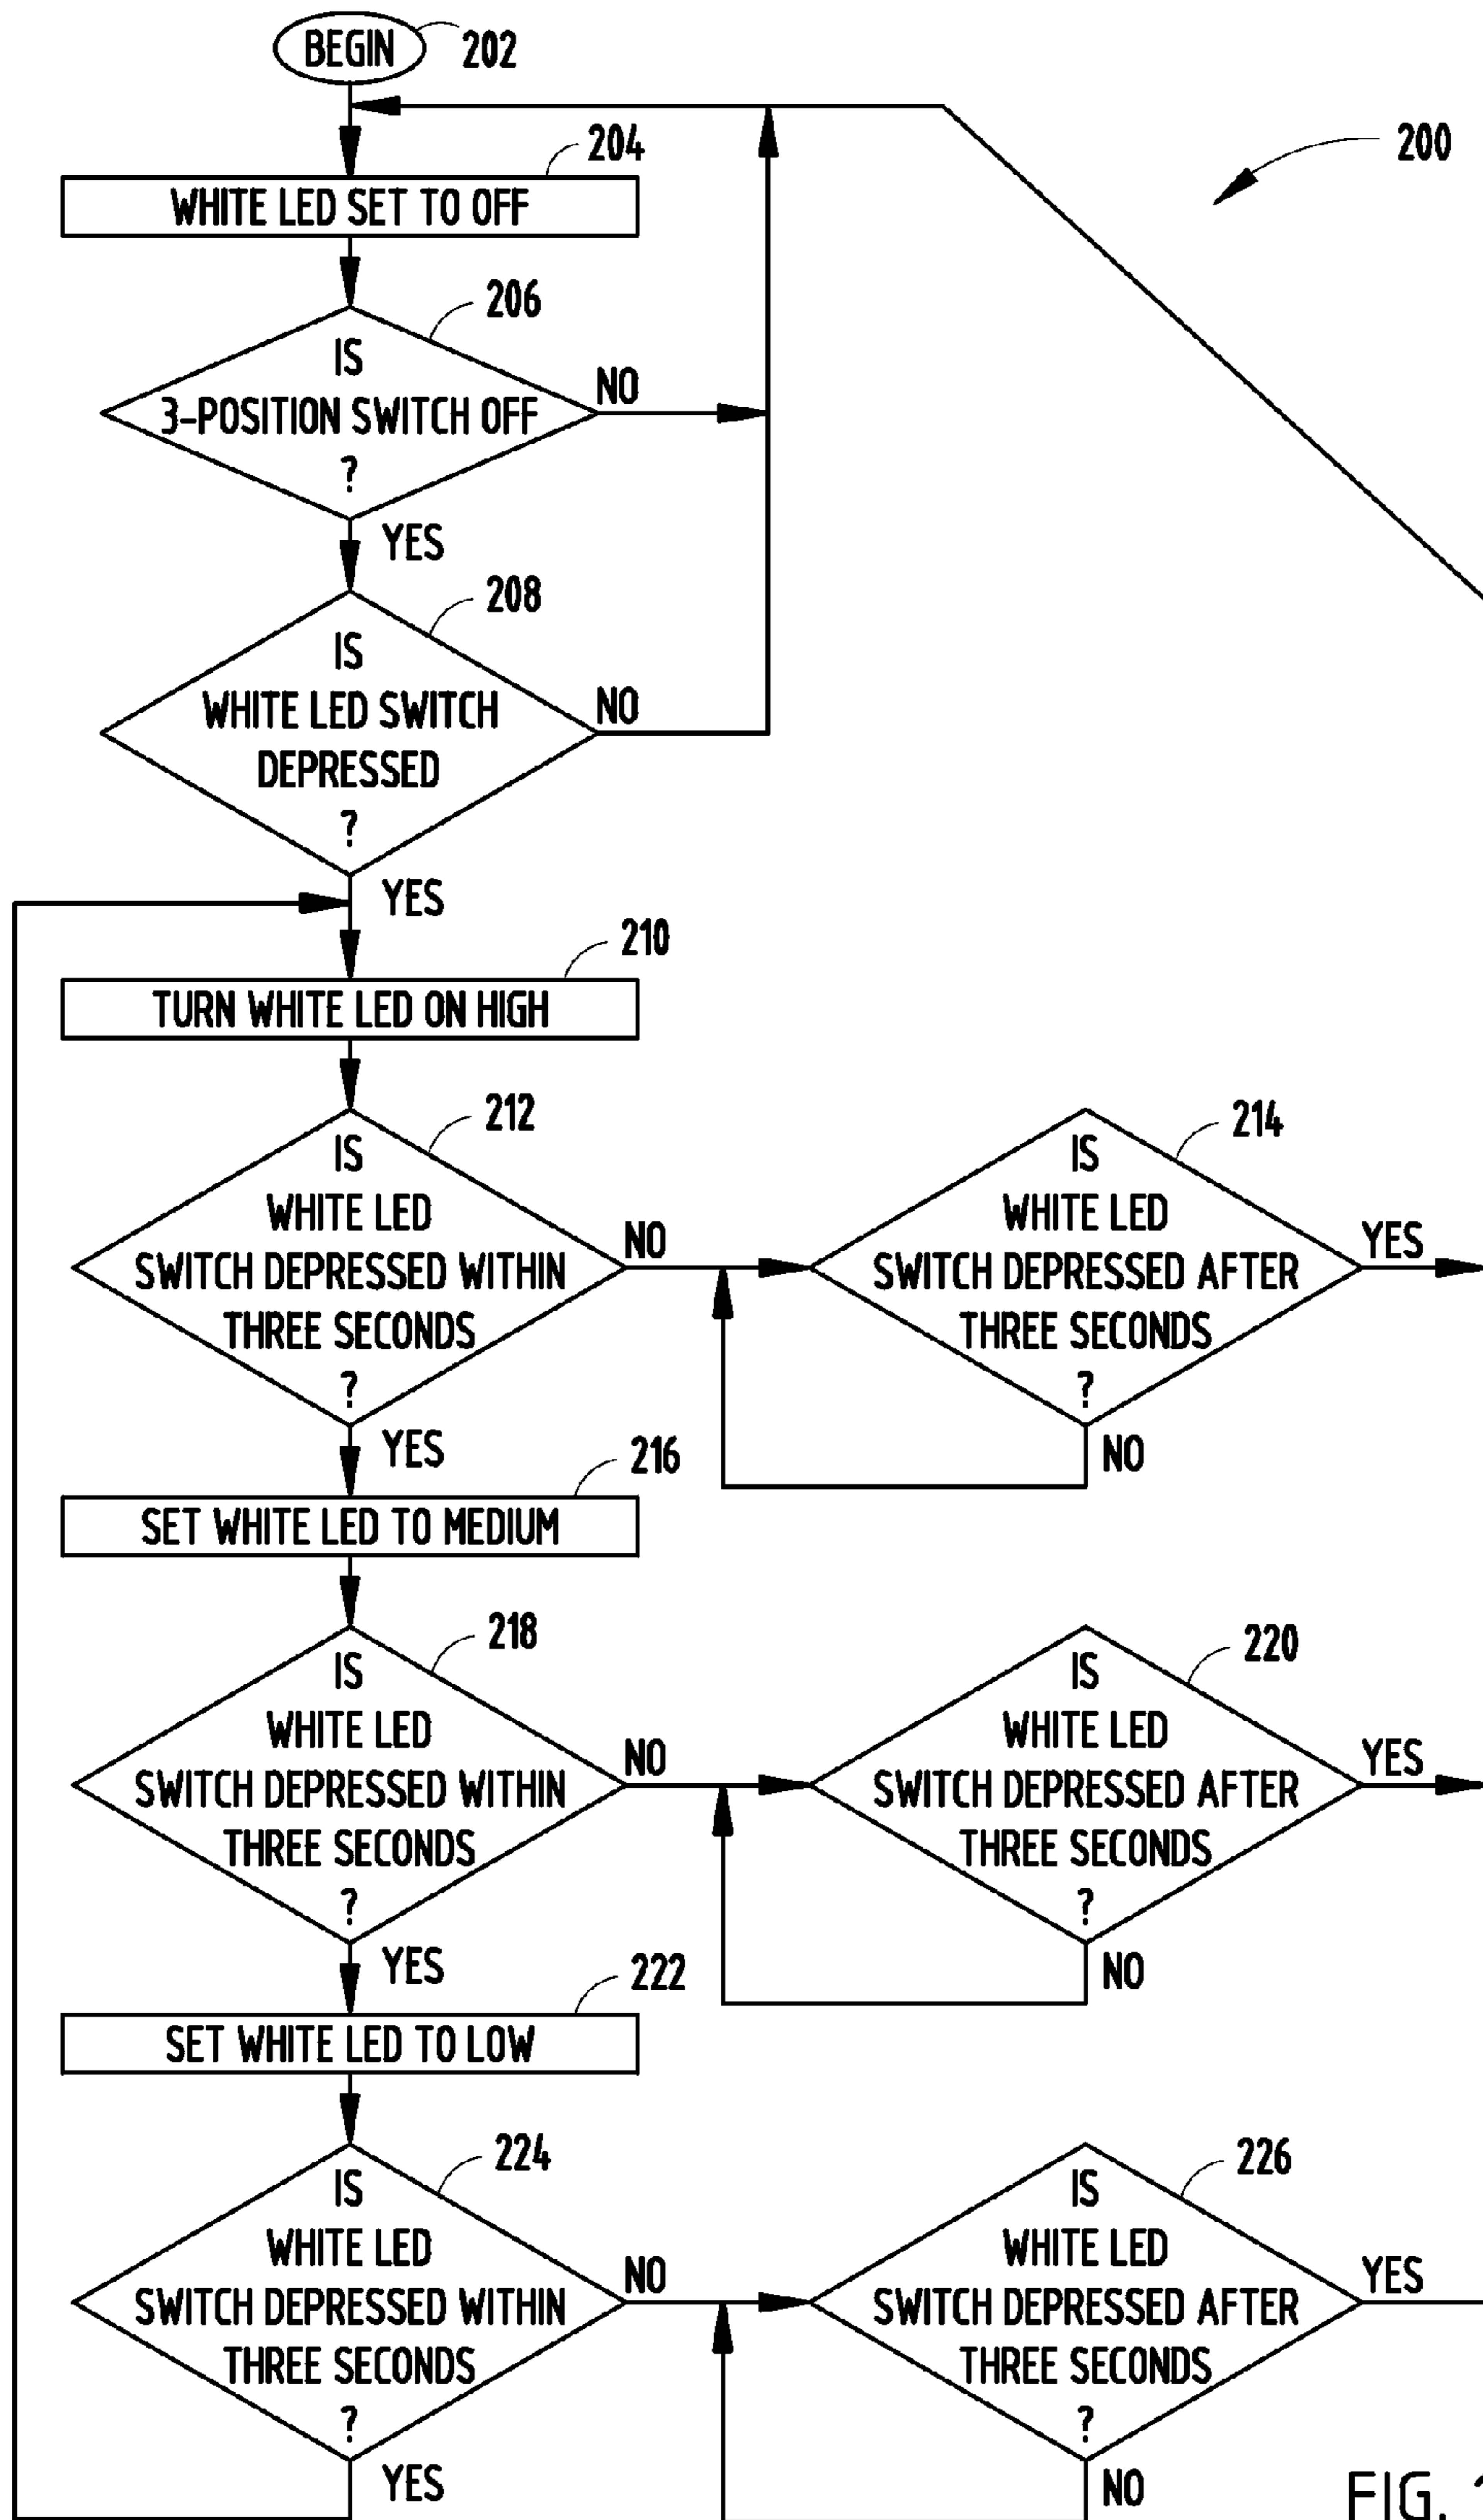 BEGIN
202
200
204
WHITE LED SET TO OFF
206
IS
3-POSITION SWITCH OFF
?
NO
YES
208
IS
WHITE LED SWITCH
DEPRESSED
?
NO
YES
210
TURN WHITE LED ON HIGH
212
IS
WHITE LED
SWITCH DEPRESSED WITHIN
THREE SECONDS
?
NO
YES
214
IS
WHITE LED
SWITCH DEPRESSED AFTER
THREE SECONDS
?
YES
NO
216
SET WHITE LED TO MEDIUM
218
IS
WHITE LED
SWITCH DEPRESSED WITHIN
THREE SECONDS
?
NO
YES
220
IS
WHITE LED
SWITCH DEPRESSED AFTER
THREE SECONDS
?
YES
NO
222
SET WHITE LED TO LOW
224
IS
WHITE LED
SWITCH DEPRESSED WITHIN
THREE SECONDS
?
NO
YES
226
IS
WHITE LED
SWITCH DEPRESSED AFTER
THREE SECONDS
?
YES
NO
FIG.